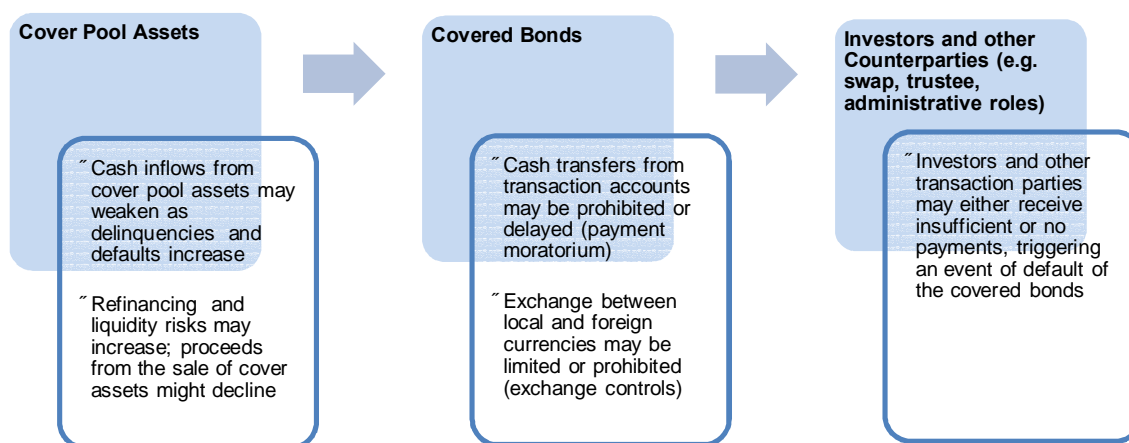 Cover Pool Assets
˝ Cash inflows from
cover pool assets may
weaken as
delinquencies and
defaults increase
˝ Refinancing and
liquidity risks may
increase; proceeds
from the sale of cover
assets might decline
Covered Bonds
˝ Cash transfers from
transaction accounts
may be prohibited or
delayed (payment
moratorium)
˝ Exchange between
local and foreign
currencies may be
limited or prohibited
(exchange controls)
Investors and other
Counterparties (e.g.
swap, trustee,
administrative roles)
˝ Investors and other
transaction parties
may either receive
insufficient or no
payments, triggering
an event of default of
the covered bonds